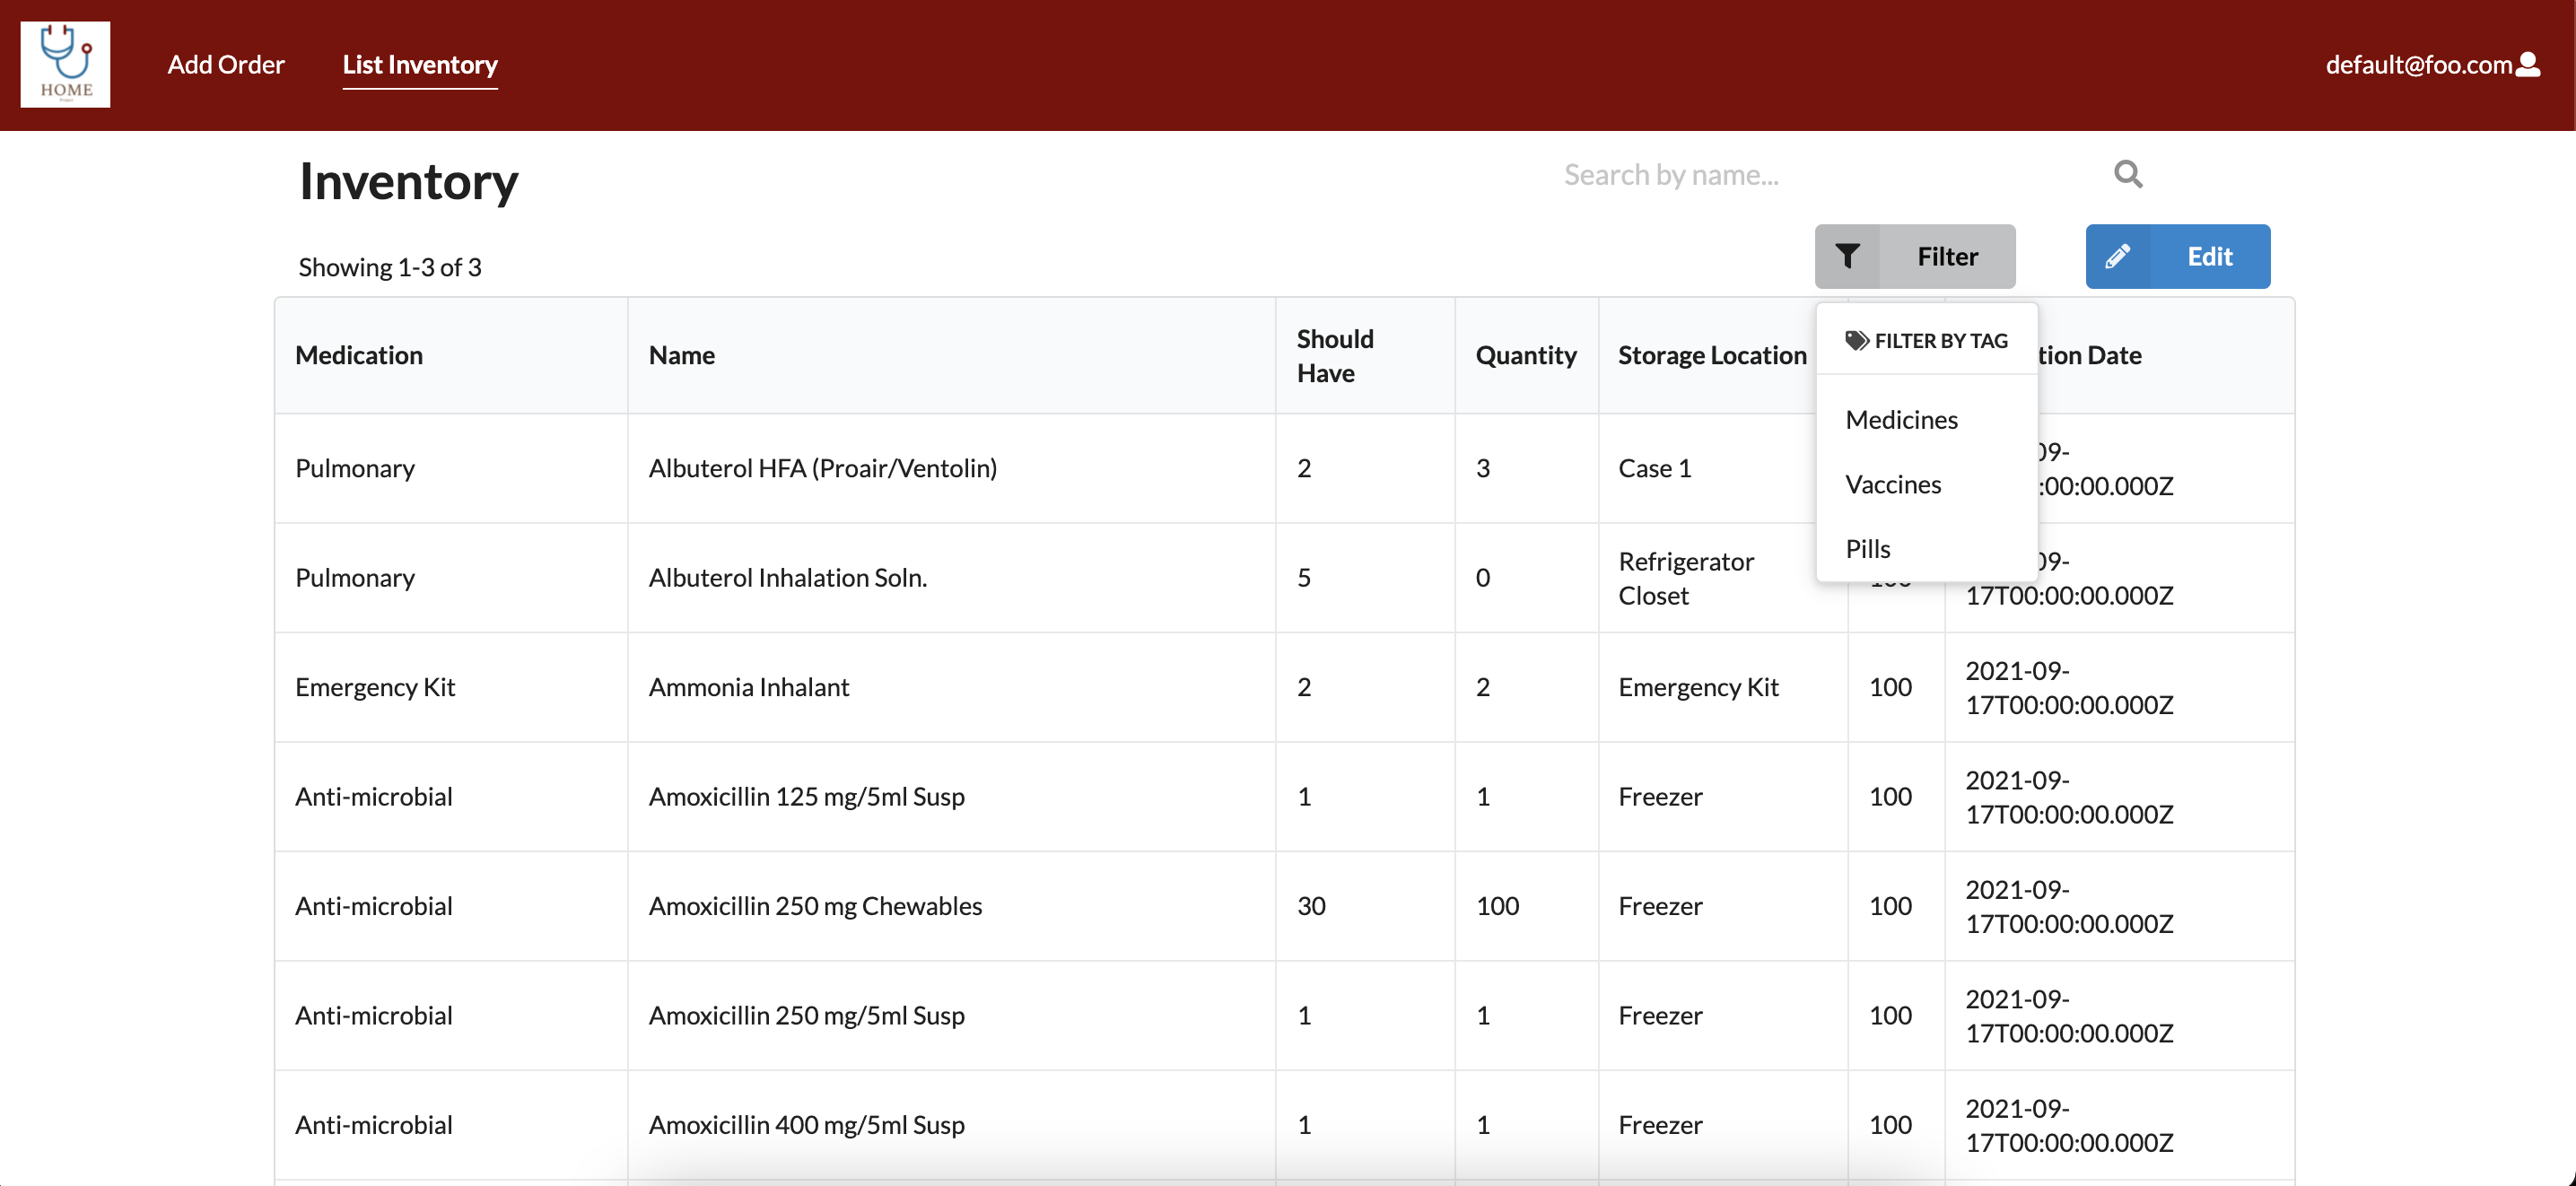 HOME
Project
Add Order
List Inventory
default@foo.com
Inventory
Search by name...
Showing 1-3 of 3
Filter
Edit
Medication
Name
Should
Have
Quantity
Storage Location
FILTER BY TAG
Medicines
Vaccines
Pills
tion Date
Pulmonary
Albuterol HFA (Proair/Ventolin)
2
3
Case 1
09-
:00:00.000Z
Pulmonary
Albuterol Inhalation Soln.
5
0
Refrigerator
Closet
09-
17T00:00:00.000Z
Emergency Kit
Ammonia Inhalant
2
2
Emergency Kit
100
2021-09-
17T00:00:00.000Z
Anti-microbial
Amoxicillin 125 mg/5ml Susp
1
1
Freezer
100
2021-09-
17T00:00:00.000Z
Anti-microbial
Amoxicillin 250 mg Chewables
30
100
Freezer
100
2021-09-
17T00:00:00.000Z
Anti-microbial
Amoxicillin 250 mg/5ml Susp
1
1
Freezer
100
2021-09-
17T00:00:00.000Z
Anti-microbial
Amoxicillin 400 mg/5ml Susp
1
1
Freezer
100
2021-09-
17T00:00:00.000Z